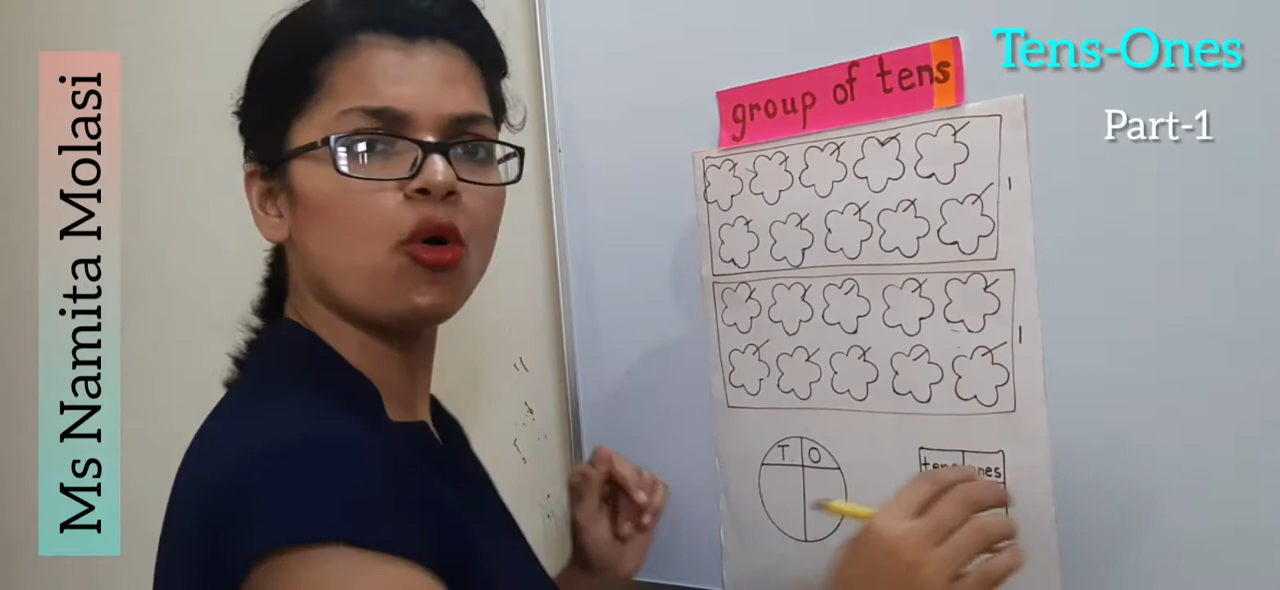 Ms Namita Molasi
Tens-Ones
Part-1
group of tens
1
1
T O
tens ones